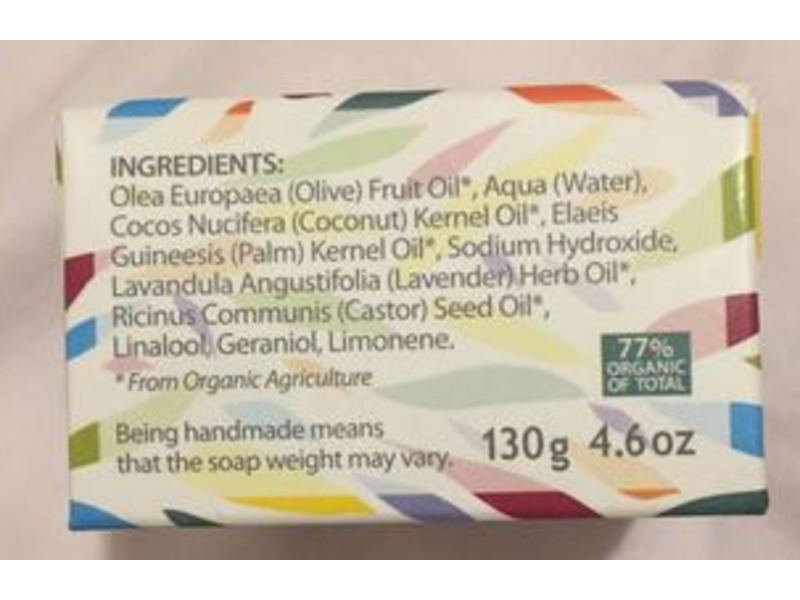 INGREDIENTS:
Olea Europaea (Olive) Fruit Oil*, Aqua (Water),
Cocos Nucifera (Coconut) Kernel Oil*, Elaeis
Guineesis (Palm) Kernel Oil*, Sodium Hydroxide,
Lavandula Angustifolia (Lavender) Herb Oil*,
Ricinus Communis (Castor) Seed Oil*,
Linalool, Geraniol, Limonene.
* From Organic Agriculture
77%
ORGANIC
OF TOTAL
Being handmade means
that the soap weight may vary.
130g 4.6oz